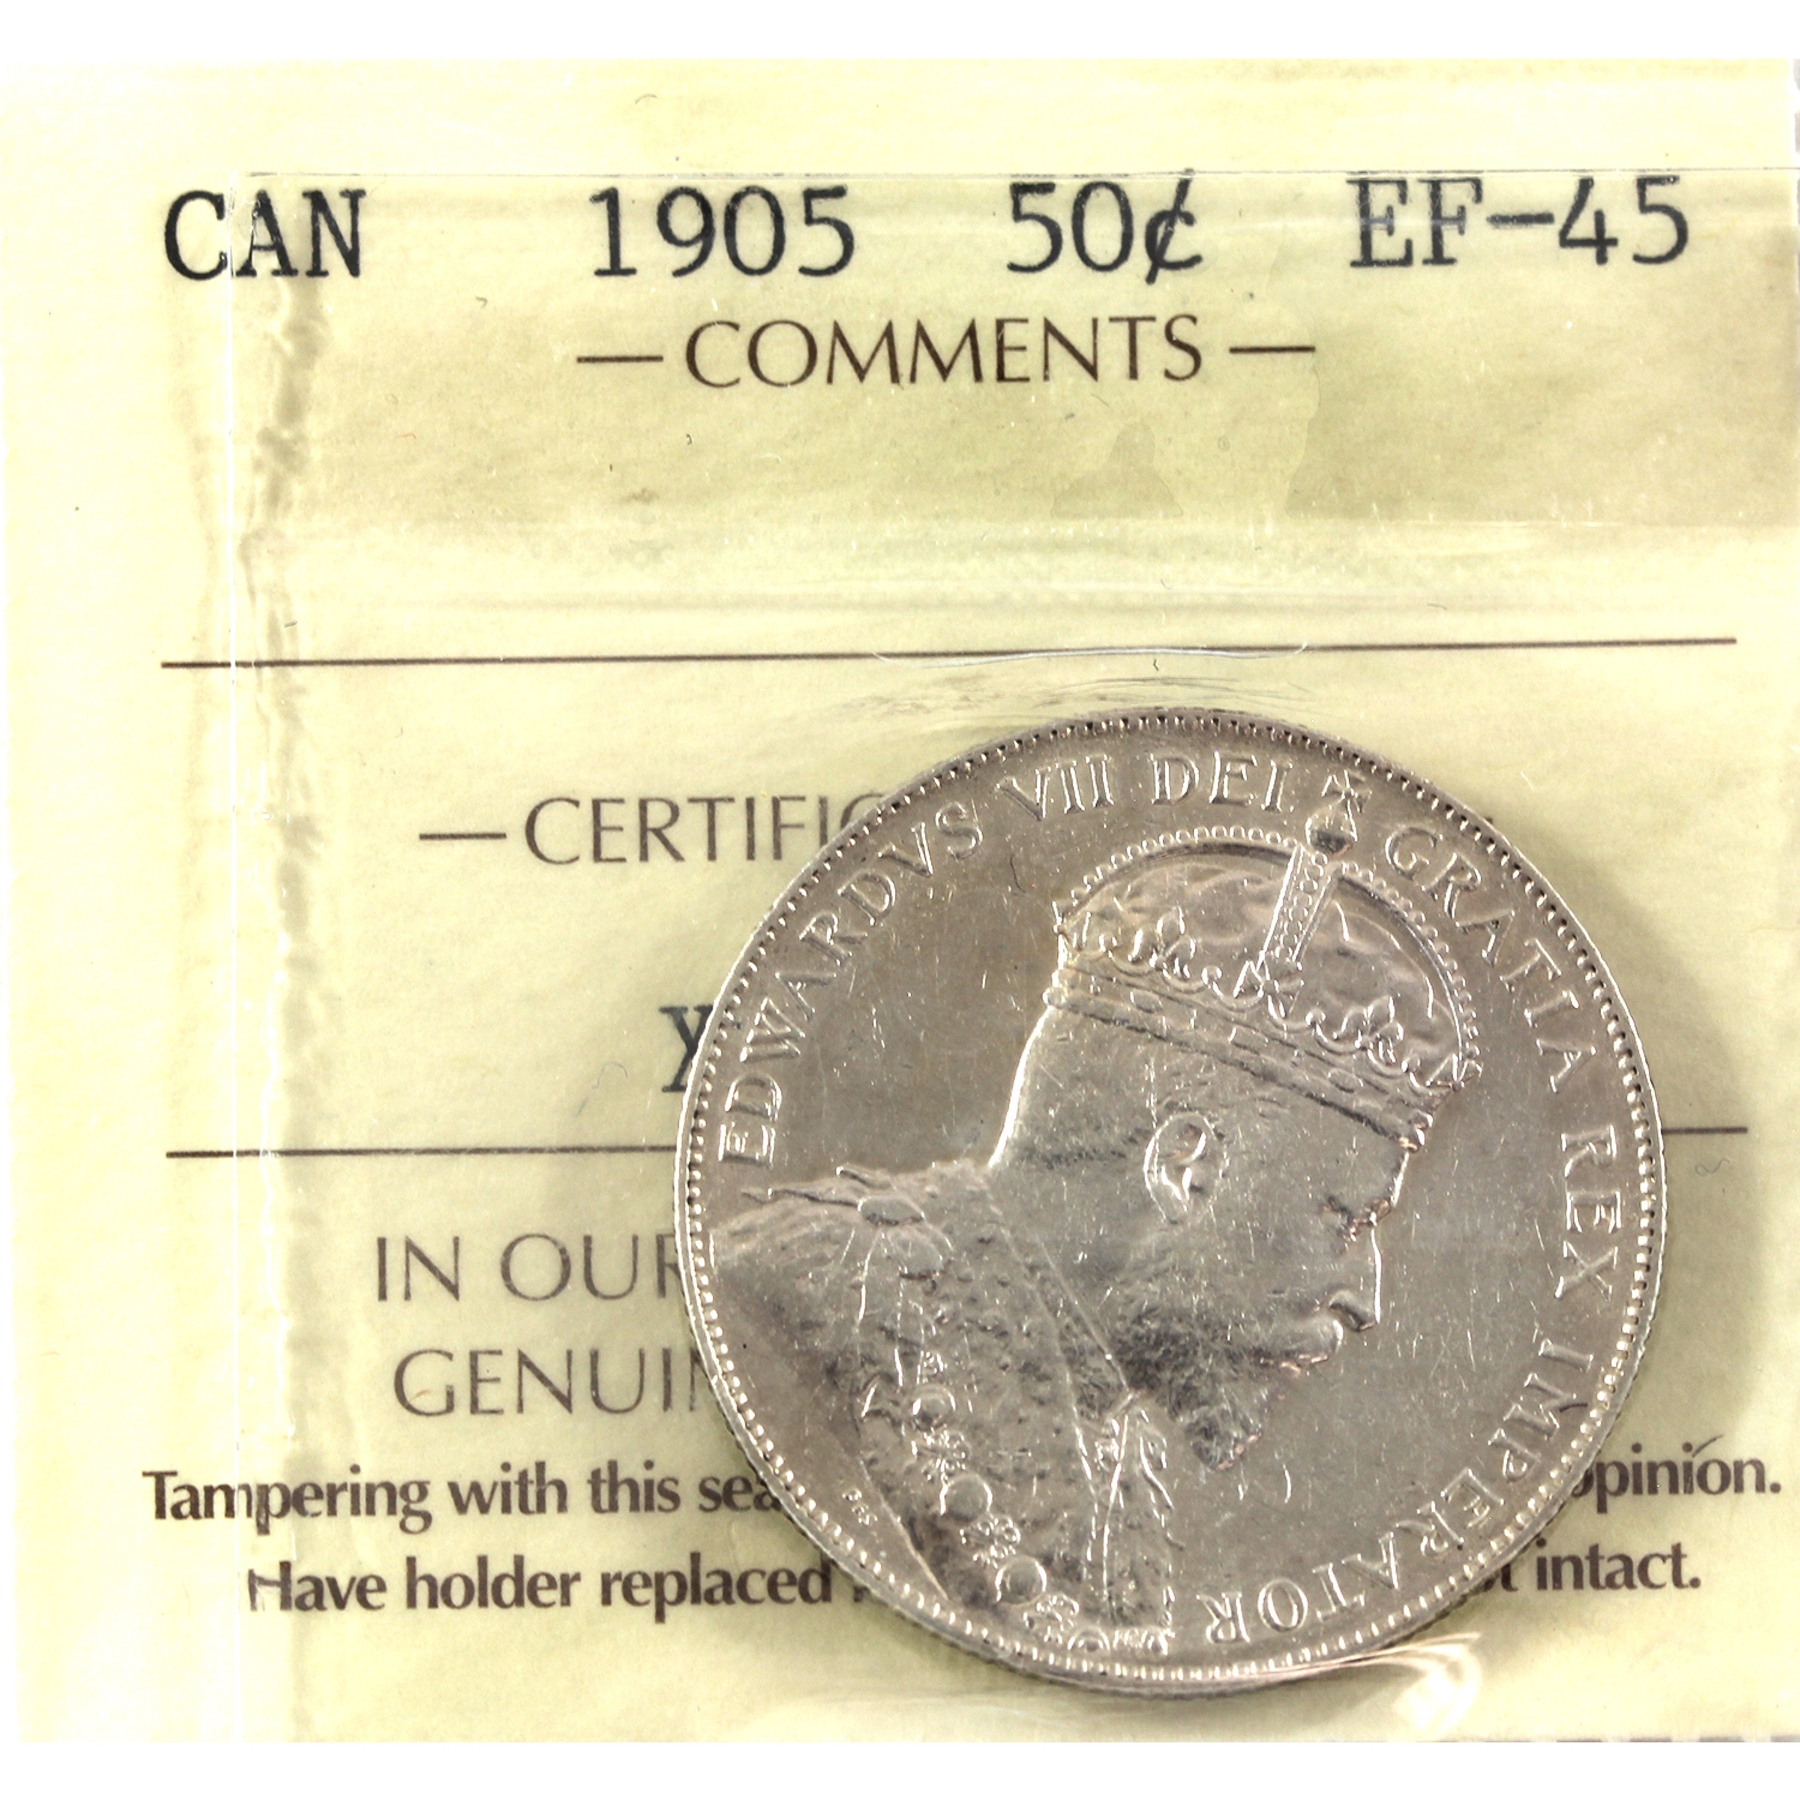 CAN 1905 50¢ EF-45
— COMMENTS —
— CERTIFIC
EDWARDVS VII DEI GRATIA REX IMPERATOR
IN OUR
GENUIN
Tampering with this sea opinion.
Have holder replaced intact.